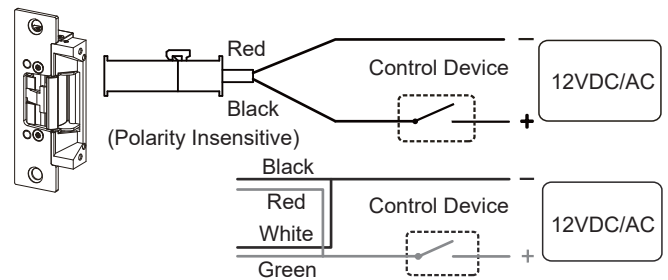 Red
−
Control Device
12VDC/AC
Black
+
(Polarity Insensitive)
Black
−
Red
Control Device
12VDC/AC
White
+
Green